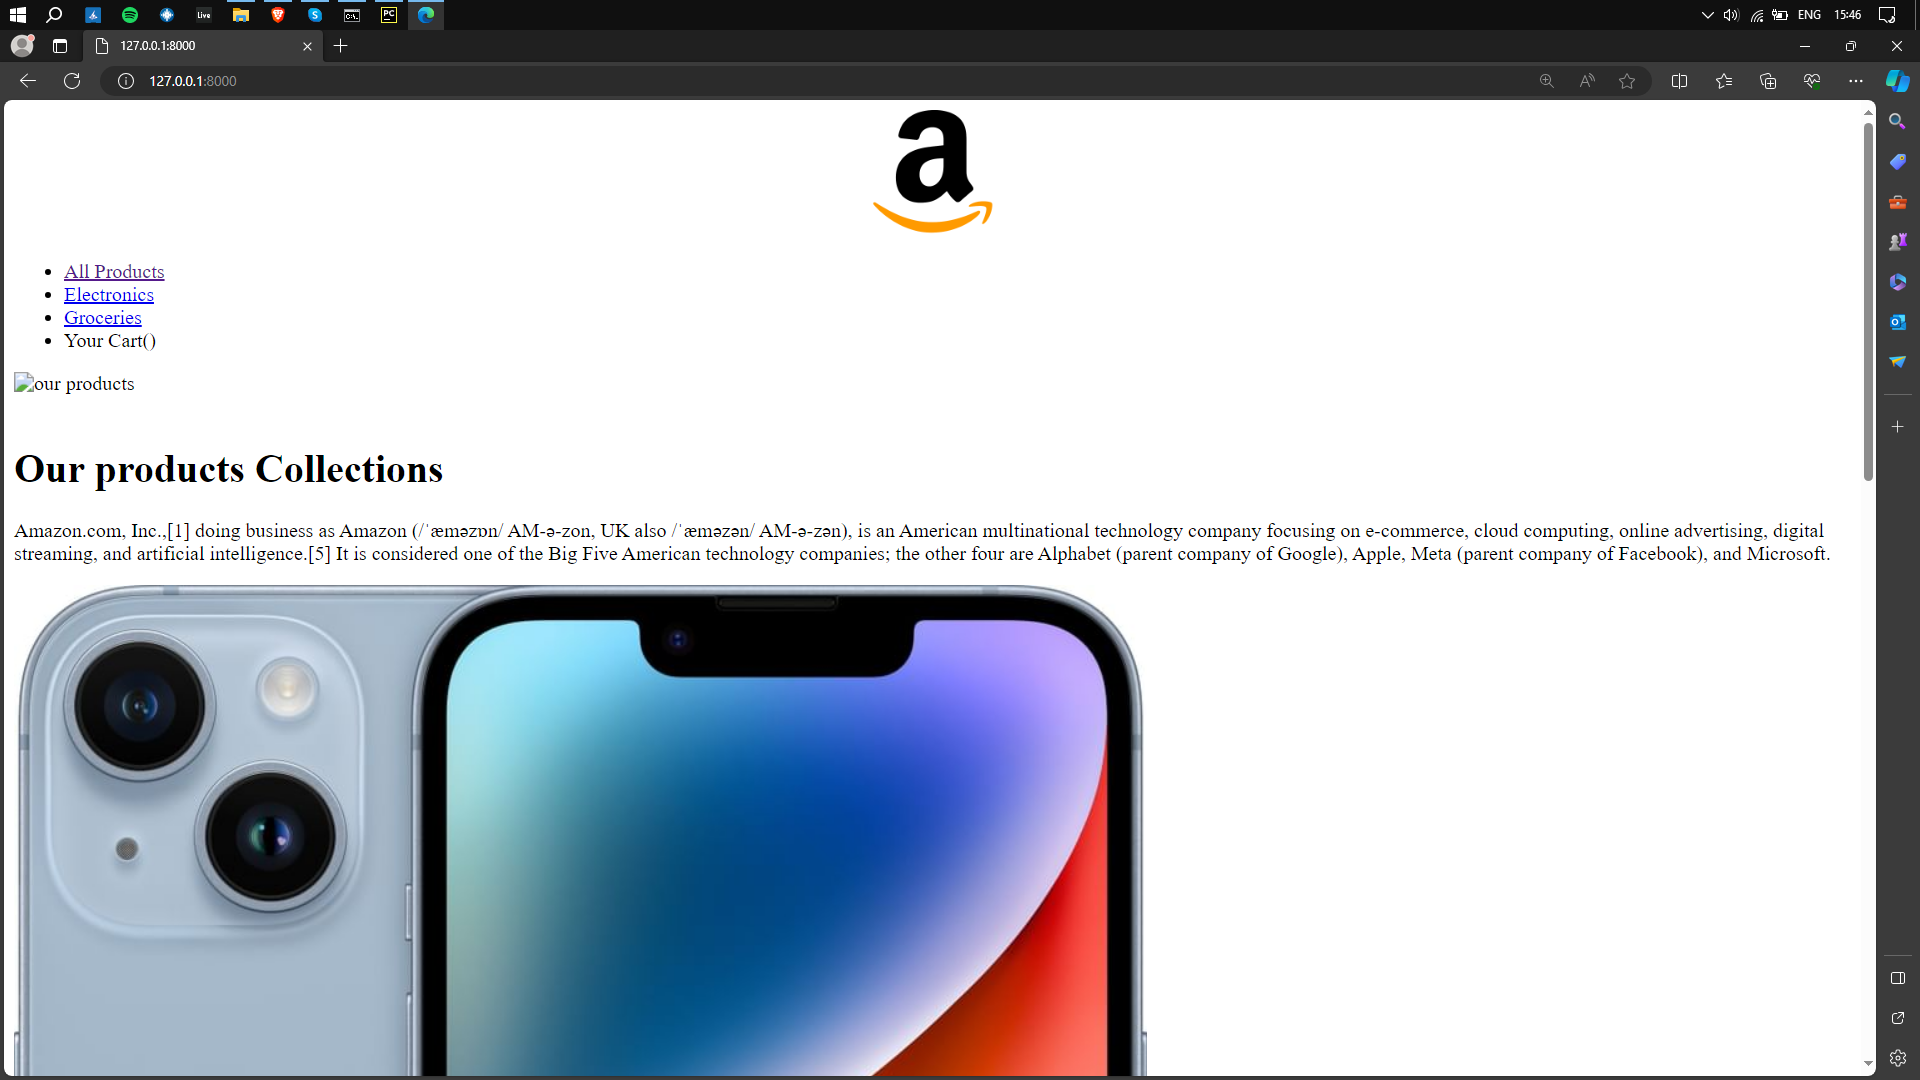 Live
C:\.
PC
ENG
15:46
127.0.0.1:8000
127.0.0.1:8000
a
All Products
Electronics
Groceries
Your Cart()
our products
Our products Collections
Amazon.com, Inc.,[1] doing business as Amazon (/ˈæməzɒn/ AM-ə-zon, UK also /ˈæməzən/ AM-ə-zən), is an American multinational technology company focusing on e-commerce, cloud computing, online advertising, digital
streaming, and artificial intelligence.[5] It is considered one of the Big Five American technology companies; the other four are Alphabet (parent company of Google), Apple, Meta (parent company of Facebook), and Microsoft.